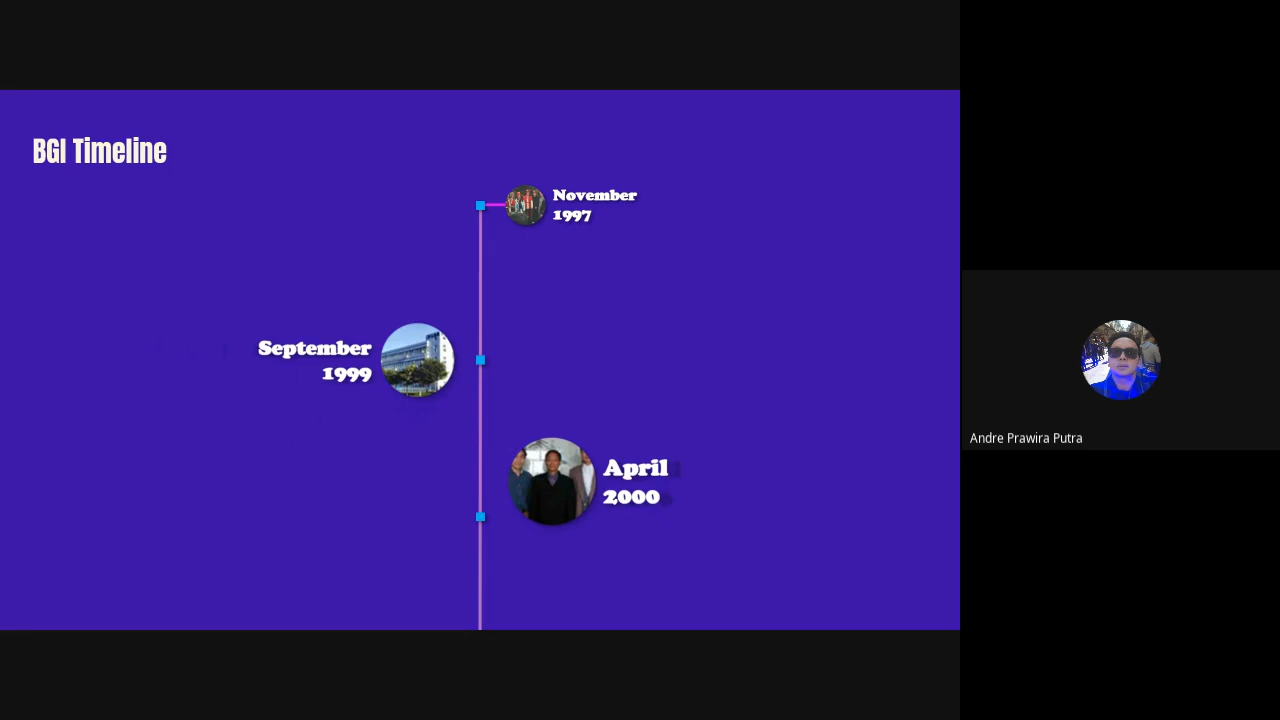 BGI Timeline
November
1997
September
1999
April
2000
Andre Prawira Putra